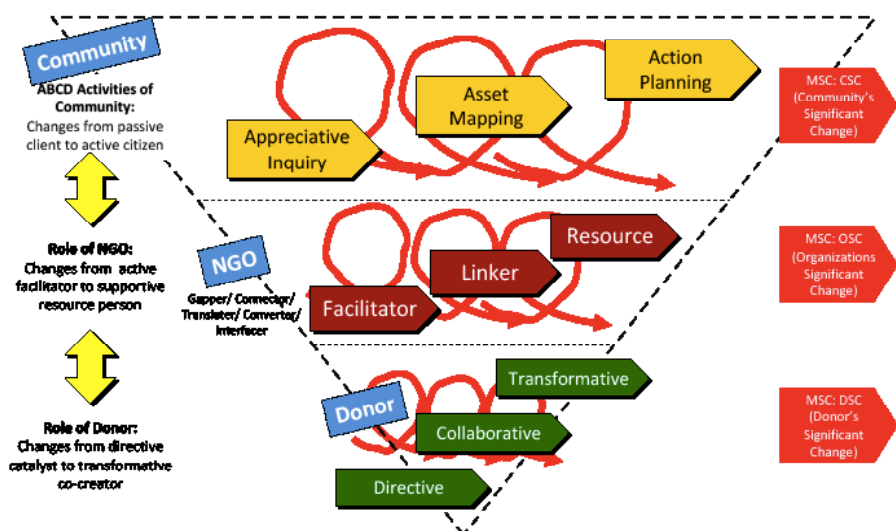 Community
ABCD Activities of
Community:
Changes from passive
client to active citizen
Appreciative
Inquiry
Asset
Mapping
Action
Planning
MSC: CSC
(Community's
Significant
Change)
Role of NGO:
Changes from active
facilitator to supportive
resource person
NGO
Gapper/ Connector/
Translater/ Convertor/
Interfacer
Facilitator
Linker
Resource
MSC: OSC
(Organizations
Significant
Change)
Role of Donor:
Changes from directive
catalyst to transformative
co-creator
Donor
Directive
Collaborative
Transformative
MSC: DSC
(Donor's
Significant
Change)